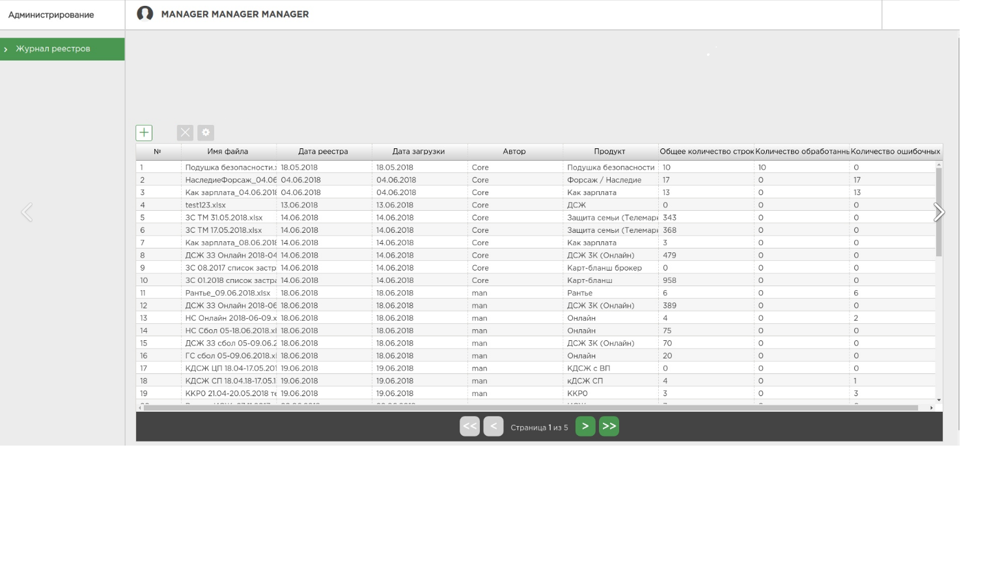 Администрирование
MANAGER MANAGER MANAGER
Журнал реестров
№ Имя файла Дата реестра Дата загрузки Автор Продукт Общее количество строк Количество обработаннь Количество ошибочных
1 Подушка безопасности. 18.05.2018 18.05.2018 Core Подушка безопасности 10 10 0
2 НаследиеФорсаж_04.06 04.06.2018 04.06.2018 Core Форсаж / Наследие 17 0 17
3 Как зарплата_04.06.2018 04.06.2018 04.06.2018 Core Как зарплата 13 0 13
4 test123.xlsx 13.06.2018 13.06.2018 Core ДСЖ 0 0 0
5 ЗС ТМ 31.05.2018.xlsx 14.06.2018 14.06.2018 Core Защита семьи (Телемарк 343 0 0
6 ЗС ТМ 17.05.2018.xlsx 14.06.2018 14.06.2018 Core Защита семьи (Телемарк 368 0 0
7 Как зарплата_08.06.2018 14.06.2018 14.06.2018 Core Как зарплата 3 0 0
8 ДСЖ ЗЗ Онлайн 2018-04 14.06.2018 14.06.2018 Core ДСЖ ЗК (Онлайн) 479 0 0
9 ЗС 08.2017 список застр 14.06.2018 14.06.2018 Core Карт-бланш брокер 0 0 0
10 ЗС 01.2018 список застра 14.06.2018 14.06.2018 Core Карт-бланш 958 0 0
11 Рантье_09.06.2018.xlsx 18.06.2018 18.06.2018 man Рантье 6 0 6
12 ДСЖ ЗЗ Онлайн 2018-06 18.06.2018 18.06.2018 man ДСЖ ЗК (Онлайн) 389 0 0
13 НС Онлайн 2018-06-09.x 18.06.2018 18.06.2018 man Онлайн 4 0 2
14 НС Сбол 05-18.06.2018.xl 18.06.2018 18.06.2018 man Онлайн 75 0 0
15 ДСЖ ЗЗ сбол 05-09.06.2 18.06.2018 18.06.2018 man ДСЖ ЗК (Онлайн) 70 0 0
16 ГС сбол 05-09.06.2018.xl 18.06.2018 18.06.2018 man Онлайн 20 0 0
17 КДСЖ ЦП 18.04-17.05.201 19.06.2018 19.06.2018 man КДСЖ с ВП 0 0 0
18 КДСЖ СП 18.04.18-17.05.1 19.06.2018 19.06.2018 man кДСЖ СП 4 0 1
19 ККРО 21.04-20.05.2018 те 19.06.2018 19.06.2018 man ККРО 3 0 3
<< < Страница 1 из 5 > >>